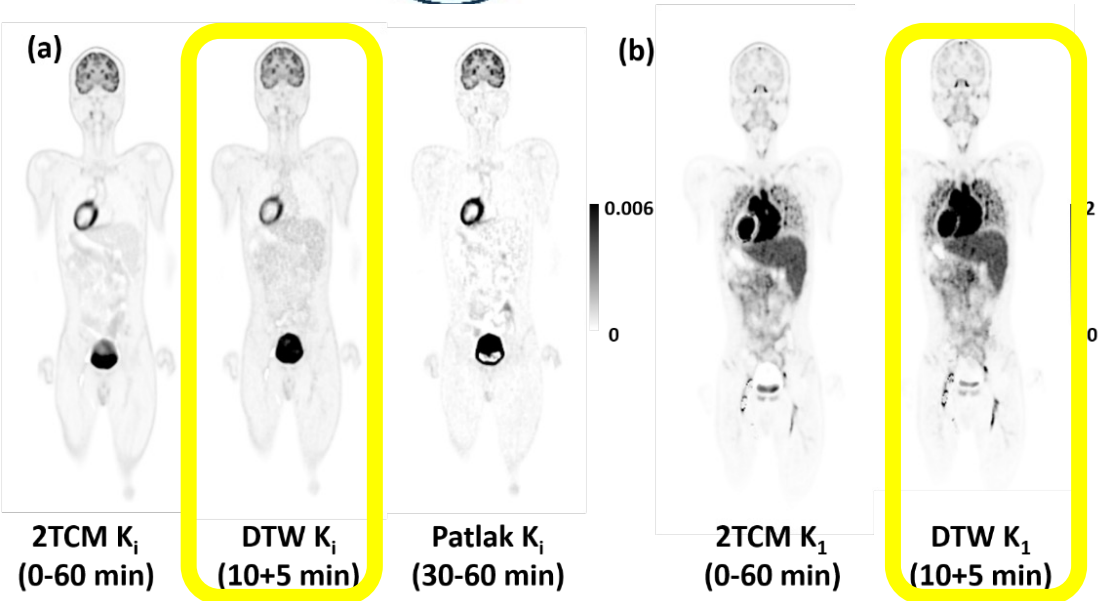 (a)
(b)
0.006
0
2
0
2TCM Ki
(0-60 min)
DTW Ki
(10+5 min)
Patlak Ki
(30-60 min)
2TCM K1
(0-60 min)
DTW K1
(10+5 min)